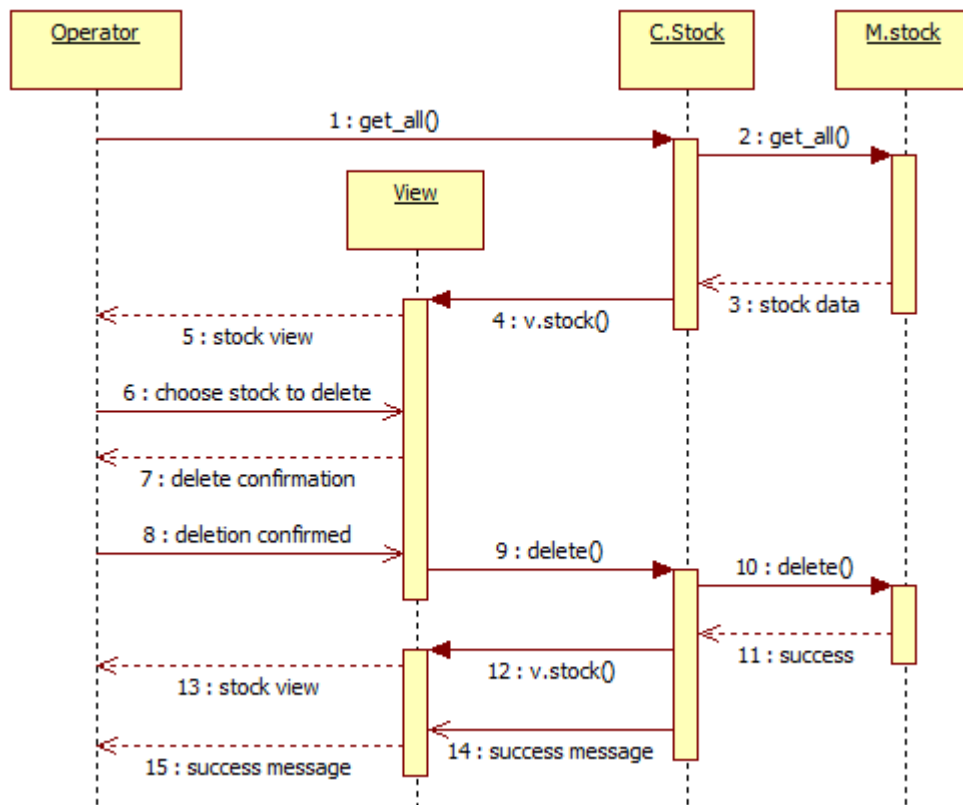 Operator
C.Stock
M.stock
1 : get_all()
2 : get_all()
View
3 : stock data
4 : v.stock()
5 : stock view
6 : choose stock to delete
7 : delete confirmation
8 : deletion confirmed
9 : delete()
10 : delete()
11 : success
12 : v.stock()
13 : stock view
14 : success message
15 : success message